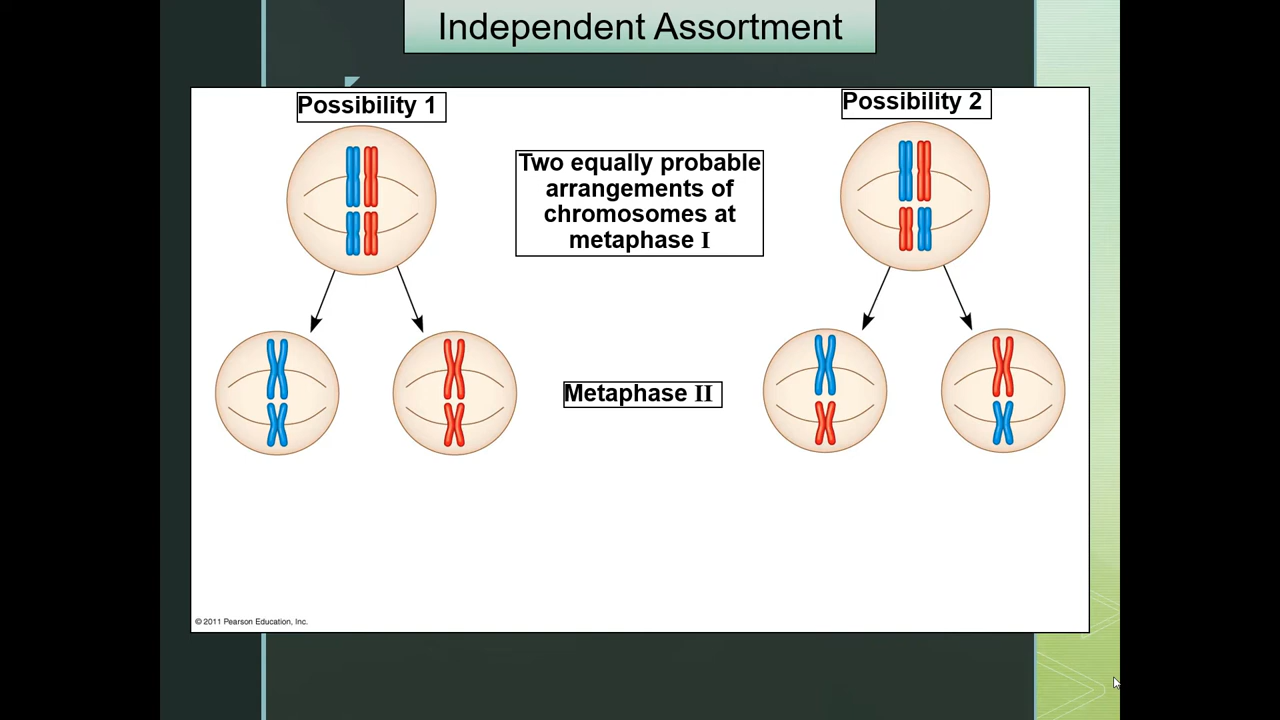 Independent Assortment
Possibility 1
Possibility 2
Two equally probable
arrangements of
chromosomes at
metaphase I
Metaphase II
© 2011 Pearson Education, Inc.